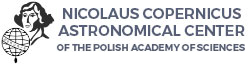 NICOLAUS COPERNICUS
ASTRONOMICAL CENTER
OF THE POLISH ACADEMY OF SCIENCES